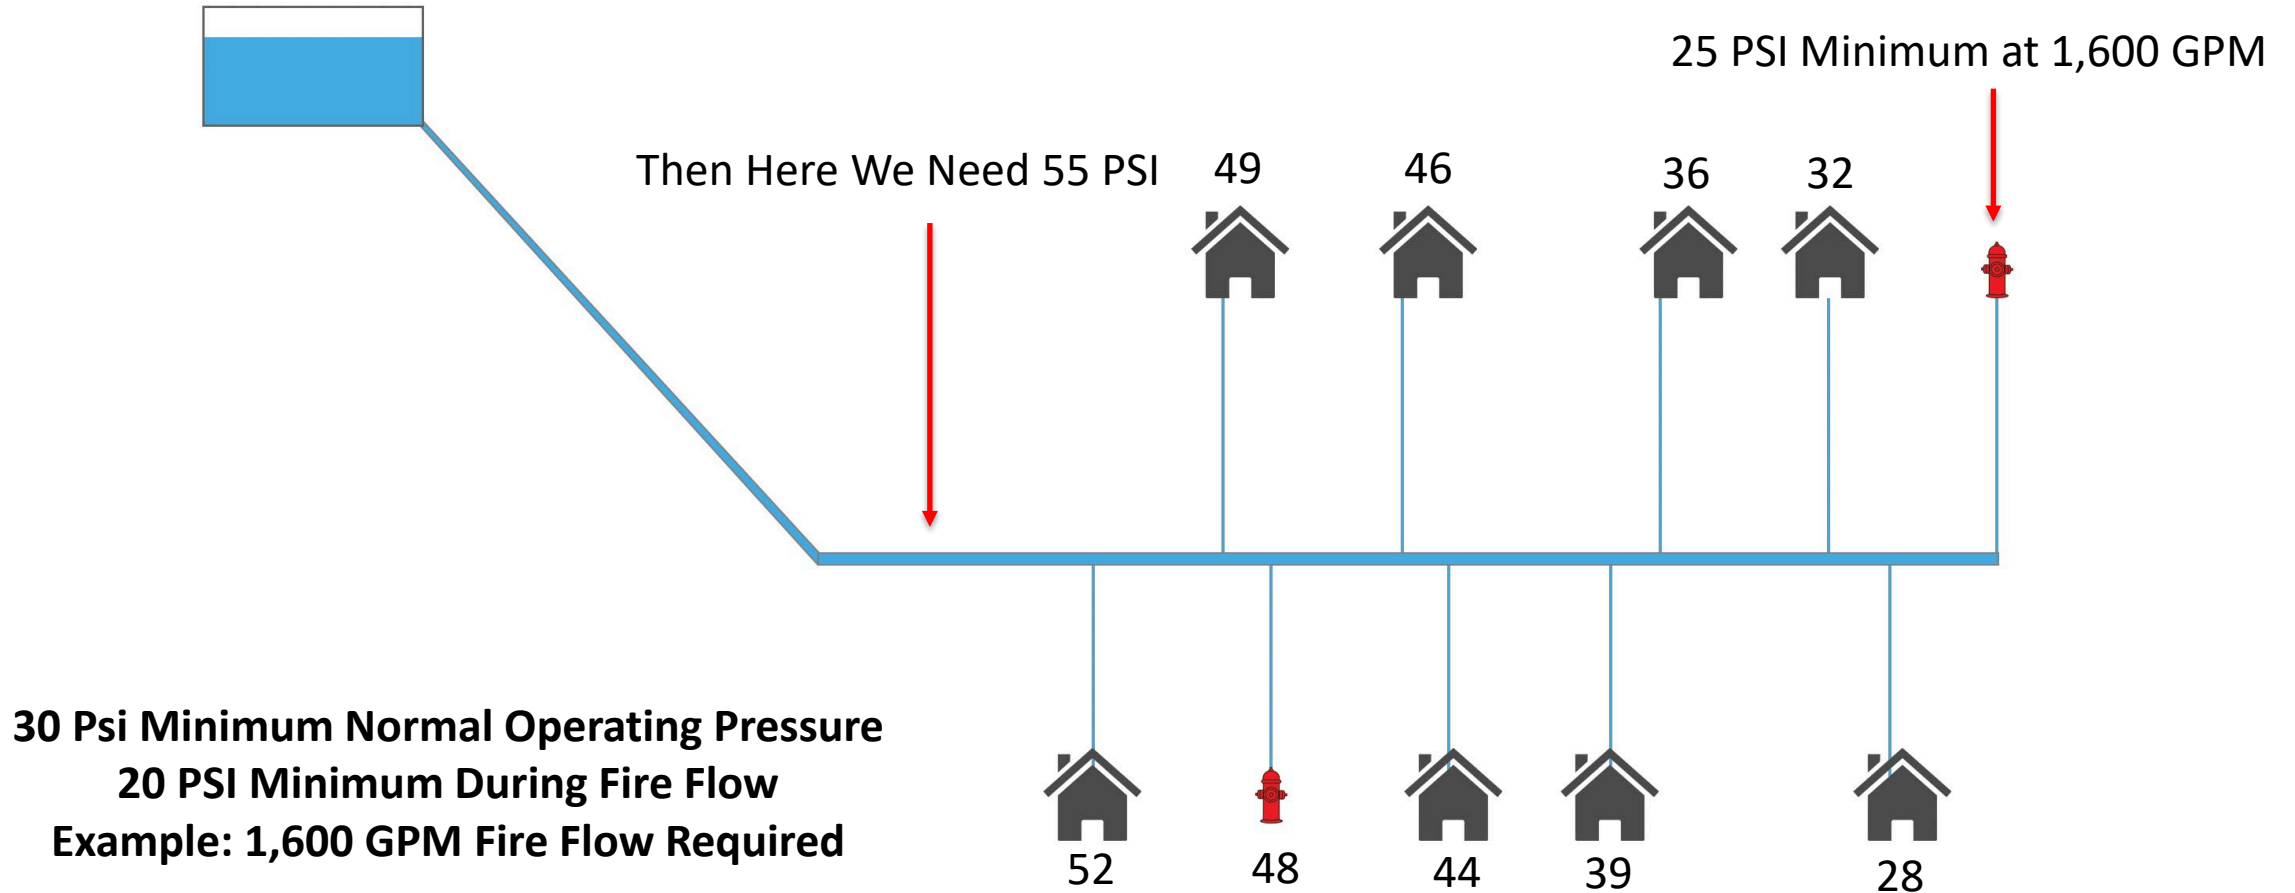 25 PSI Minimum at 1,600 GPM
Then Here We Need 55 PSI
49
46
36
32
30 Psi Minimum Normal Operating Pressure
20 PSI Minimum During Fire Flow
Example: 1,600 GPM Fire Flow Required
52
48
44
39
28